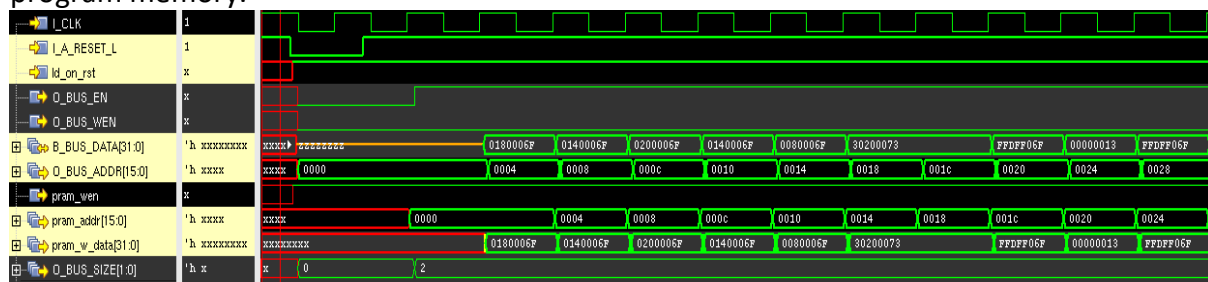 program memory.
I_CLK 1
I_A_RESET_L 1
ld_on_rst x
O_BUS_EN x
O_BUS_WEN x
B_BUS_DATA[31:0] 'h xxxxxxxx xxxx zzzzzzzz 0180006F 0140006F 0200006F 0140006F 0080006F 30200073 FFDFF06F 00000013 FFDFF06F
O_BUS_ADDR[15:0] 'h xxxx xxxx 0000 0004 0008 000c 0010 0014 0018 001c 0020 0024 0028
pram_wen x
pram_addr[15:0] 'h xxxx xxxx 0000 0004 0008 000c 0010 0014 0018 001c 0020 0024
pram_w_data[31:0] 'h xxxxxxxx xxxxxxxx 0180006F 0140006F 0200006F 0140006F 0080006F 30200073 FFDFF06F 00000013 FFDFF06F
O_BUS_SIZE[1:0] 'h x x 0 2